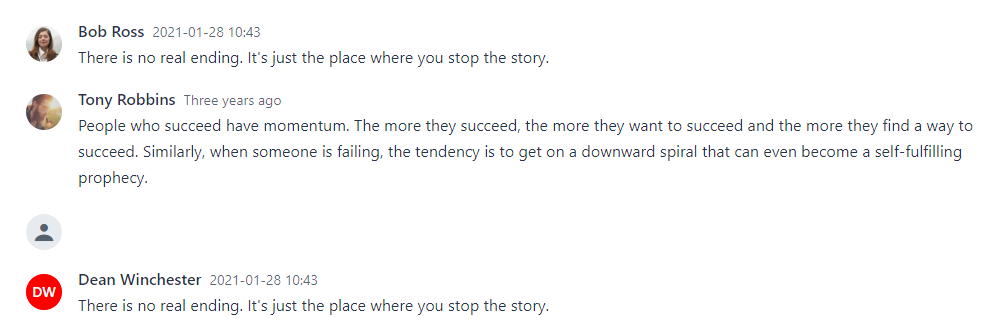 Bob Ross 2021-01-28 10:43
There is no real ending. It's just the place where you stop the story.
Tony Robbins Three years ago
People who succeed have momentum. The more they succeed, the more they want to succeed and the more they find a way to
succeed. Similarly, when someone is failing, the tendency is to get on a downward spiral that can even become a self-fulfilling
prophecy.
DW
Dean Winchester 2021-01-28 10:43
There is no real ending. It's just the place where you stop the story.